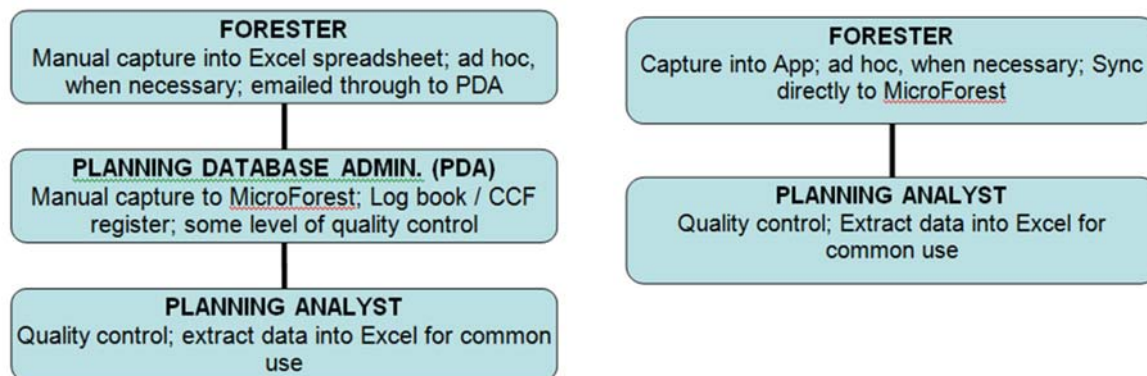 FORESTER
Manual capture into Excel spreadsheet; ad hoc,
when necessary; emailed through to PDA
PLANNING DATABASE ADMIN. (PDA)
Manual capture to MicroForest; Log book / CCF
register; some level of quality control
PLANNING ANALYST
Quality control; extract data into Excel for common
use
FORESTER
Capture into App; ad hoc, when necessary; Sync
directly to MicroForest
PLANNING ANALYST
Quality control; Extract data into Excel for
common use